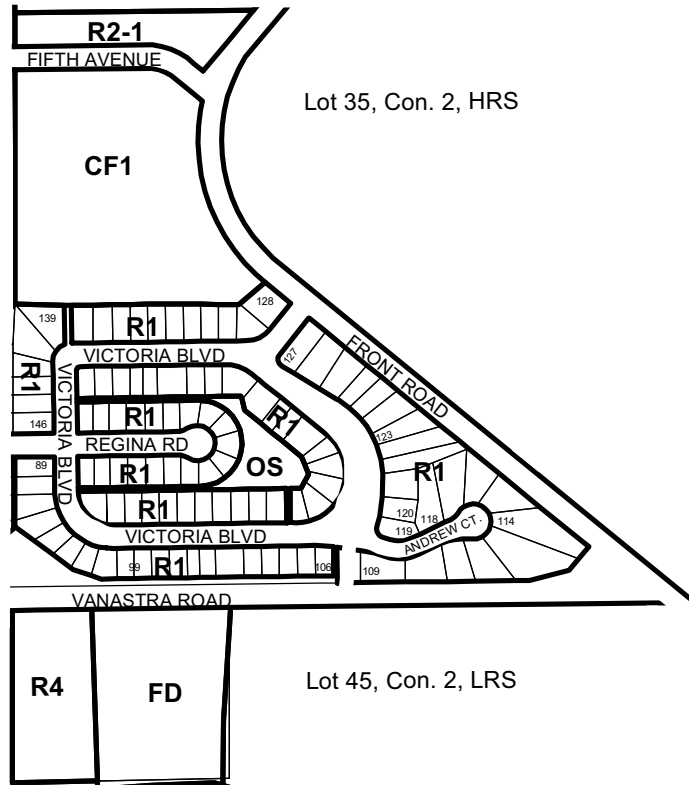 R2-1
FIFTH AVENUE
Lot 35, Con. 2, HRS
CF1
128
139
R1
VICTORIA BLVD
127
FRONT ROAD
R1
VICTORIA BLVD
R1
R1
146
REGINA RD
123
89
R1
OS
R1
R1
120
118
119
114
ANDREW CT.
VICTORIA BLVD
99
R1
106
109
VANASTRA ROAD
R4
FD
Lot 45, Con. 2, LRS